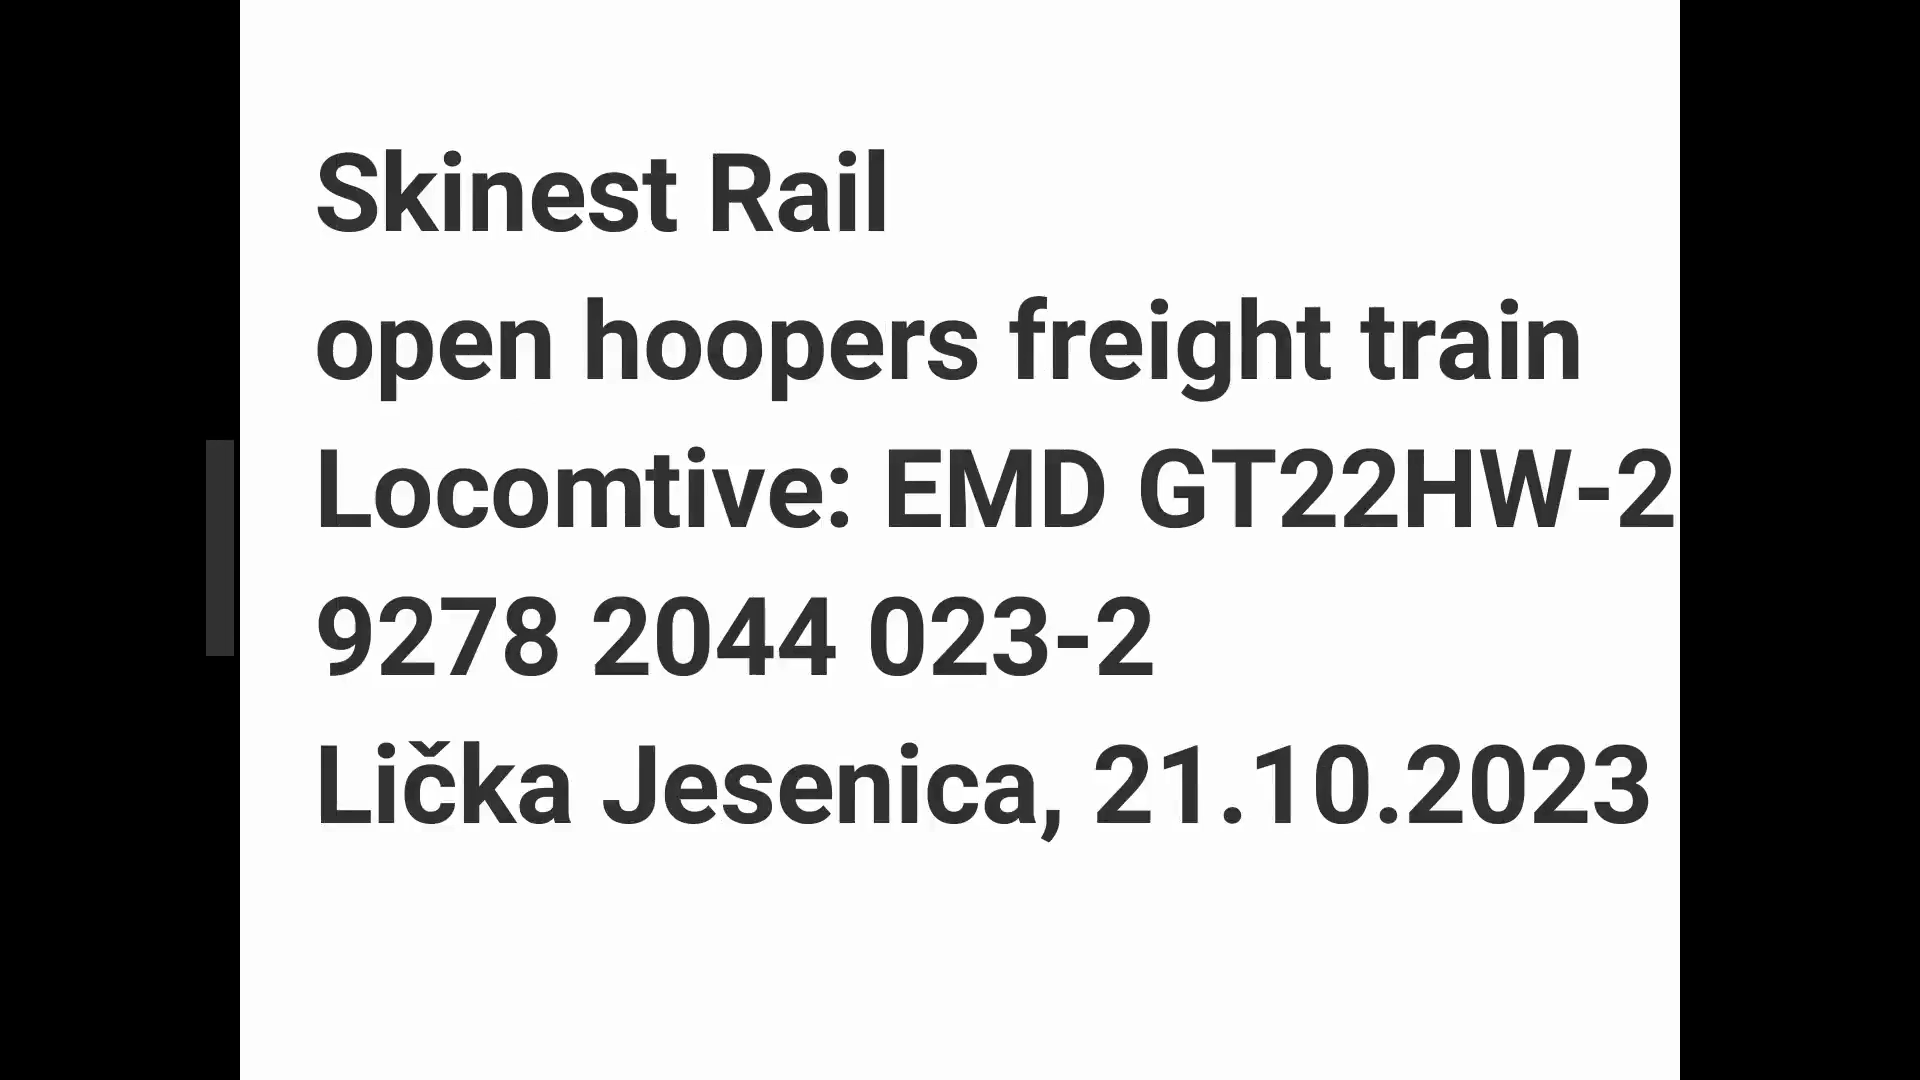 Skinest Rail
open hoopers freight train
Locomtive: EMD GT22HW-2
9278 2044 023-2
Lička Jesenica, 21.10.2023